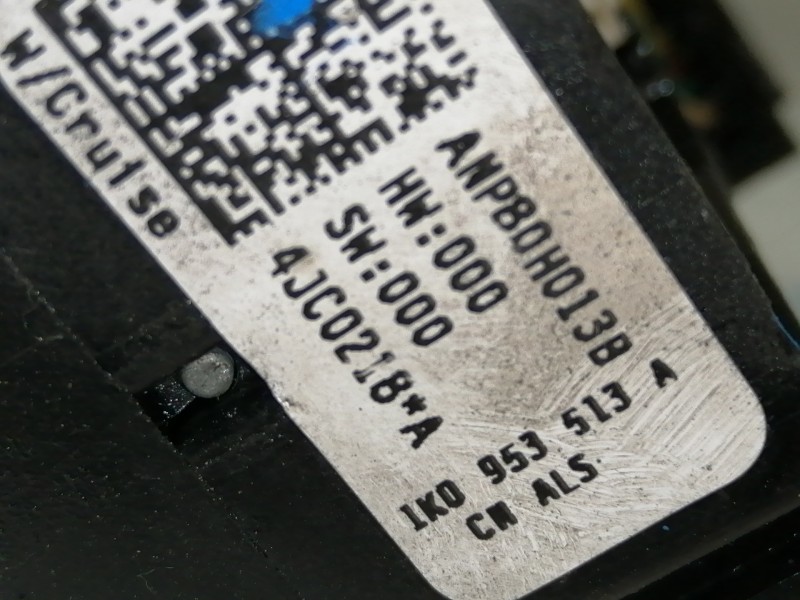 W/Cruise
ANP80H013B
HW:000
SW:000
4JC0218*A
1K0 953 513 A
CN ALS